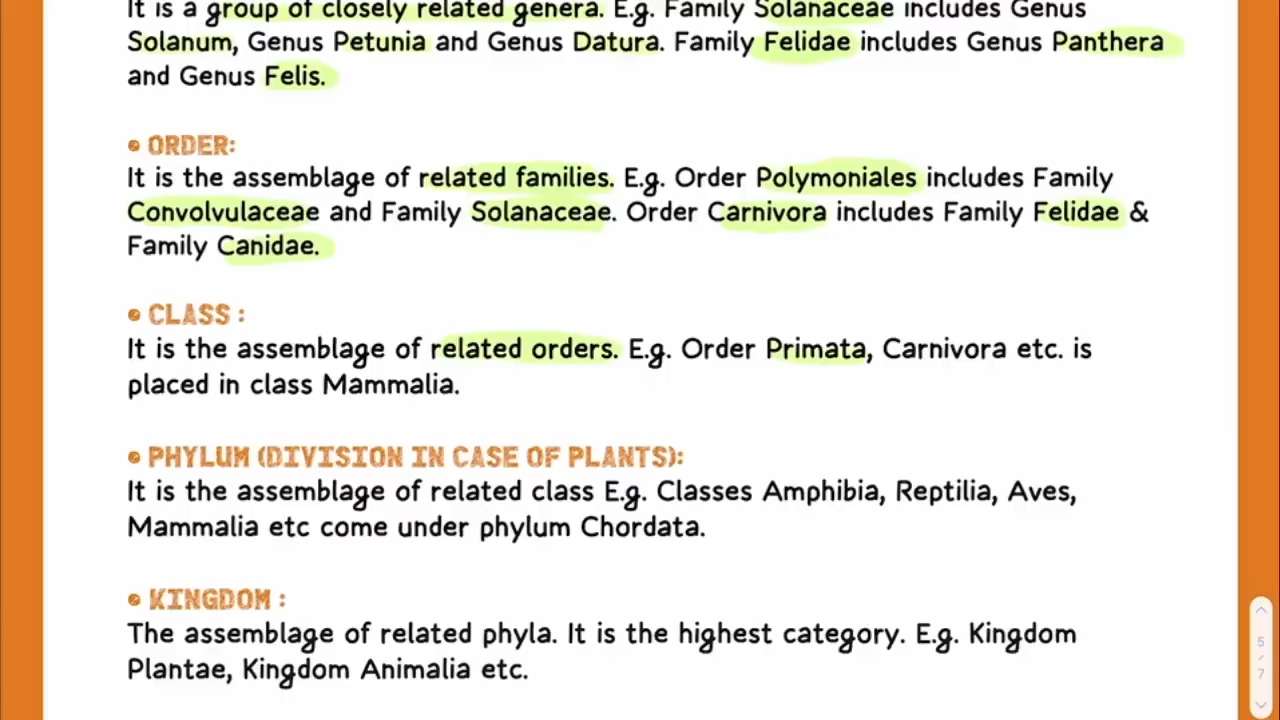 It is a group of closely related genera. E.g. Family Solanaceae includes Genus
Solanum, Genus Petunia and Genus Datura. Family Felidae includes Genus Panthera
and Genus Felis.
• ORDER:
It is the assemblage of related families. E.g. Order Polymoniales includes Family
Convolvulaceae and Family Solanaceae. Order Carnivora includes Family Felidae &
Family Canidae.
• CLASS :
It is the assemblage of related orders. E.g. Order Primata, Carnivora etc. is
placed in class Mammalia.
• PHYLUM (DIVISION IN CASE OF PLANTS):
It is the assemblage of related class E.g. Classes Amphibia, Reptilia, Aves,
Mammalia etc come under phylum Chordata.
• KINGDOM :
The assemblage of related phyla. It is the highest category. E.g. Kingdom
Plantae, Kingdom Animalia etc.
5
/
7